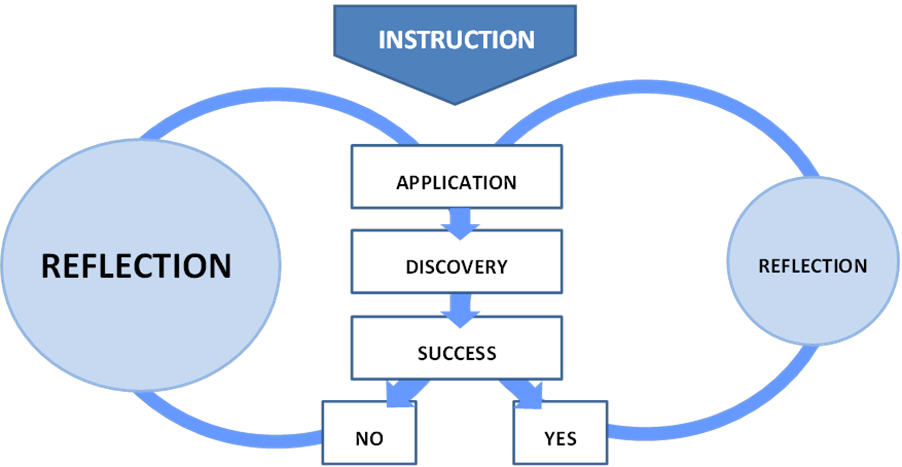 INSTRUCTION
APPLICATION
REFLECTION
DISCOVERY
REFLECTION
SUCCESS
NO
YES